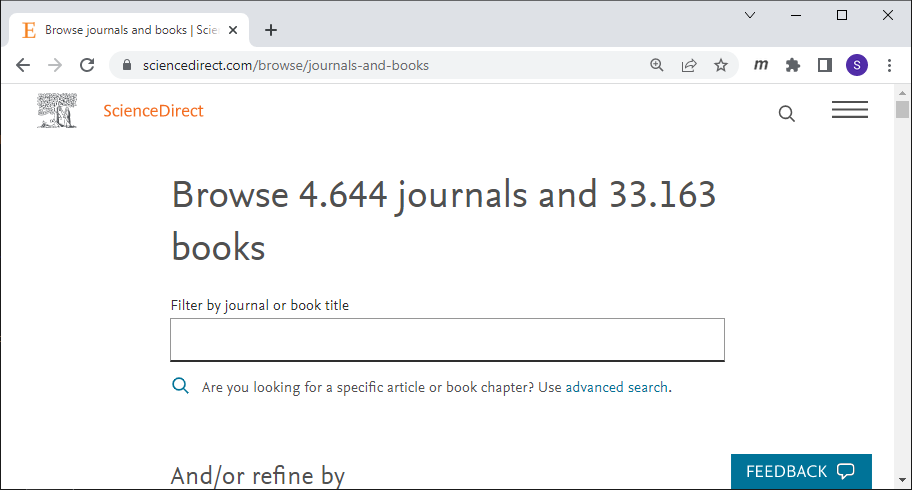 E Browse journals and books | Scie
sciencedirect.com/browse/journals-and-books
m
S
ScienceDirect
Browse 4.644 journals and 33.163
books
Filter by journal or book title
Are you looking for a specific article or book chapter? Use advanced search.
And/or refine by
FEEDBACK